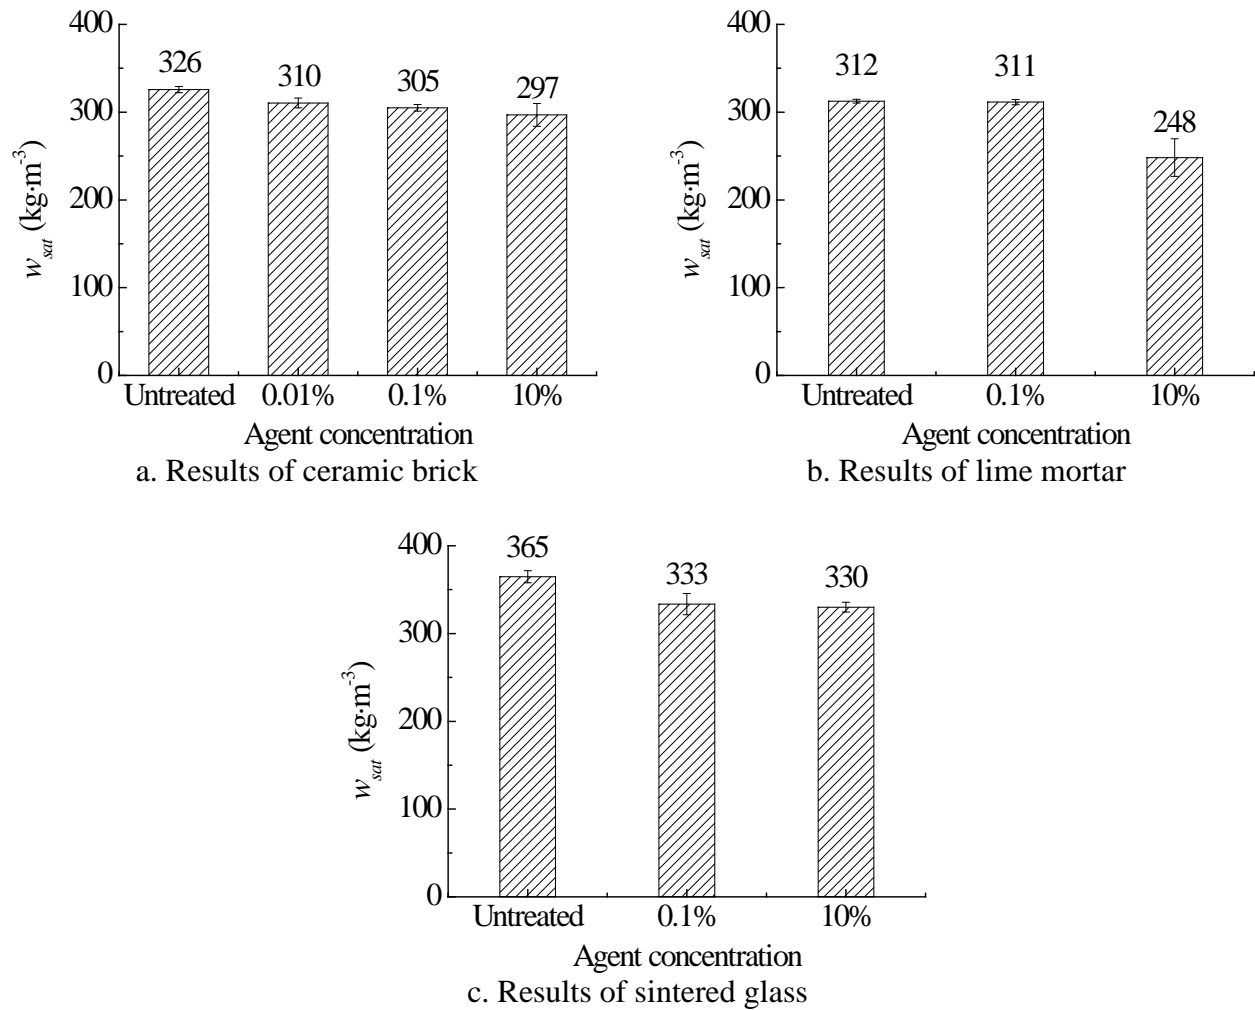 400
300
200
100
0
w_sat (kg·m⁻³)
326
310
305
297
Untreated 0.01% 0.1% 10%
Agent concentration
a. Results of ceramic brick
400
300
200
100
0
w_sat (kg·m⁻³)
312
311
248
Untreated 0.1% 10%
Agent concentration
b. Results of lime mortar
400
300
200
100
0
w_sat (kg·m⁻³)
365
333
330
Untreated 0.1% 10%
Agent concentration
c. Results of sintered glass